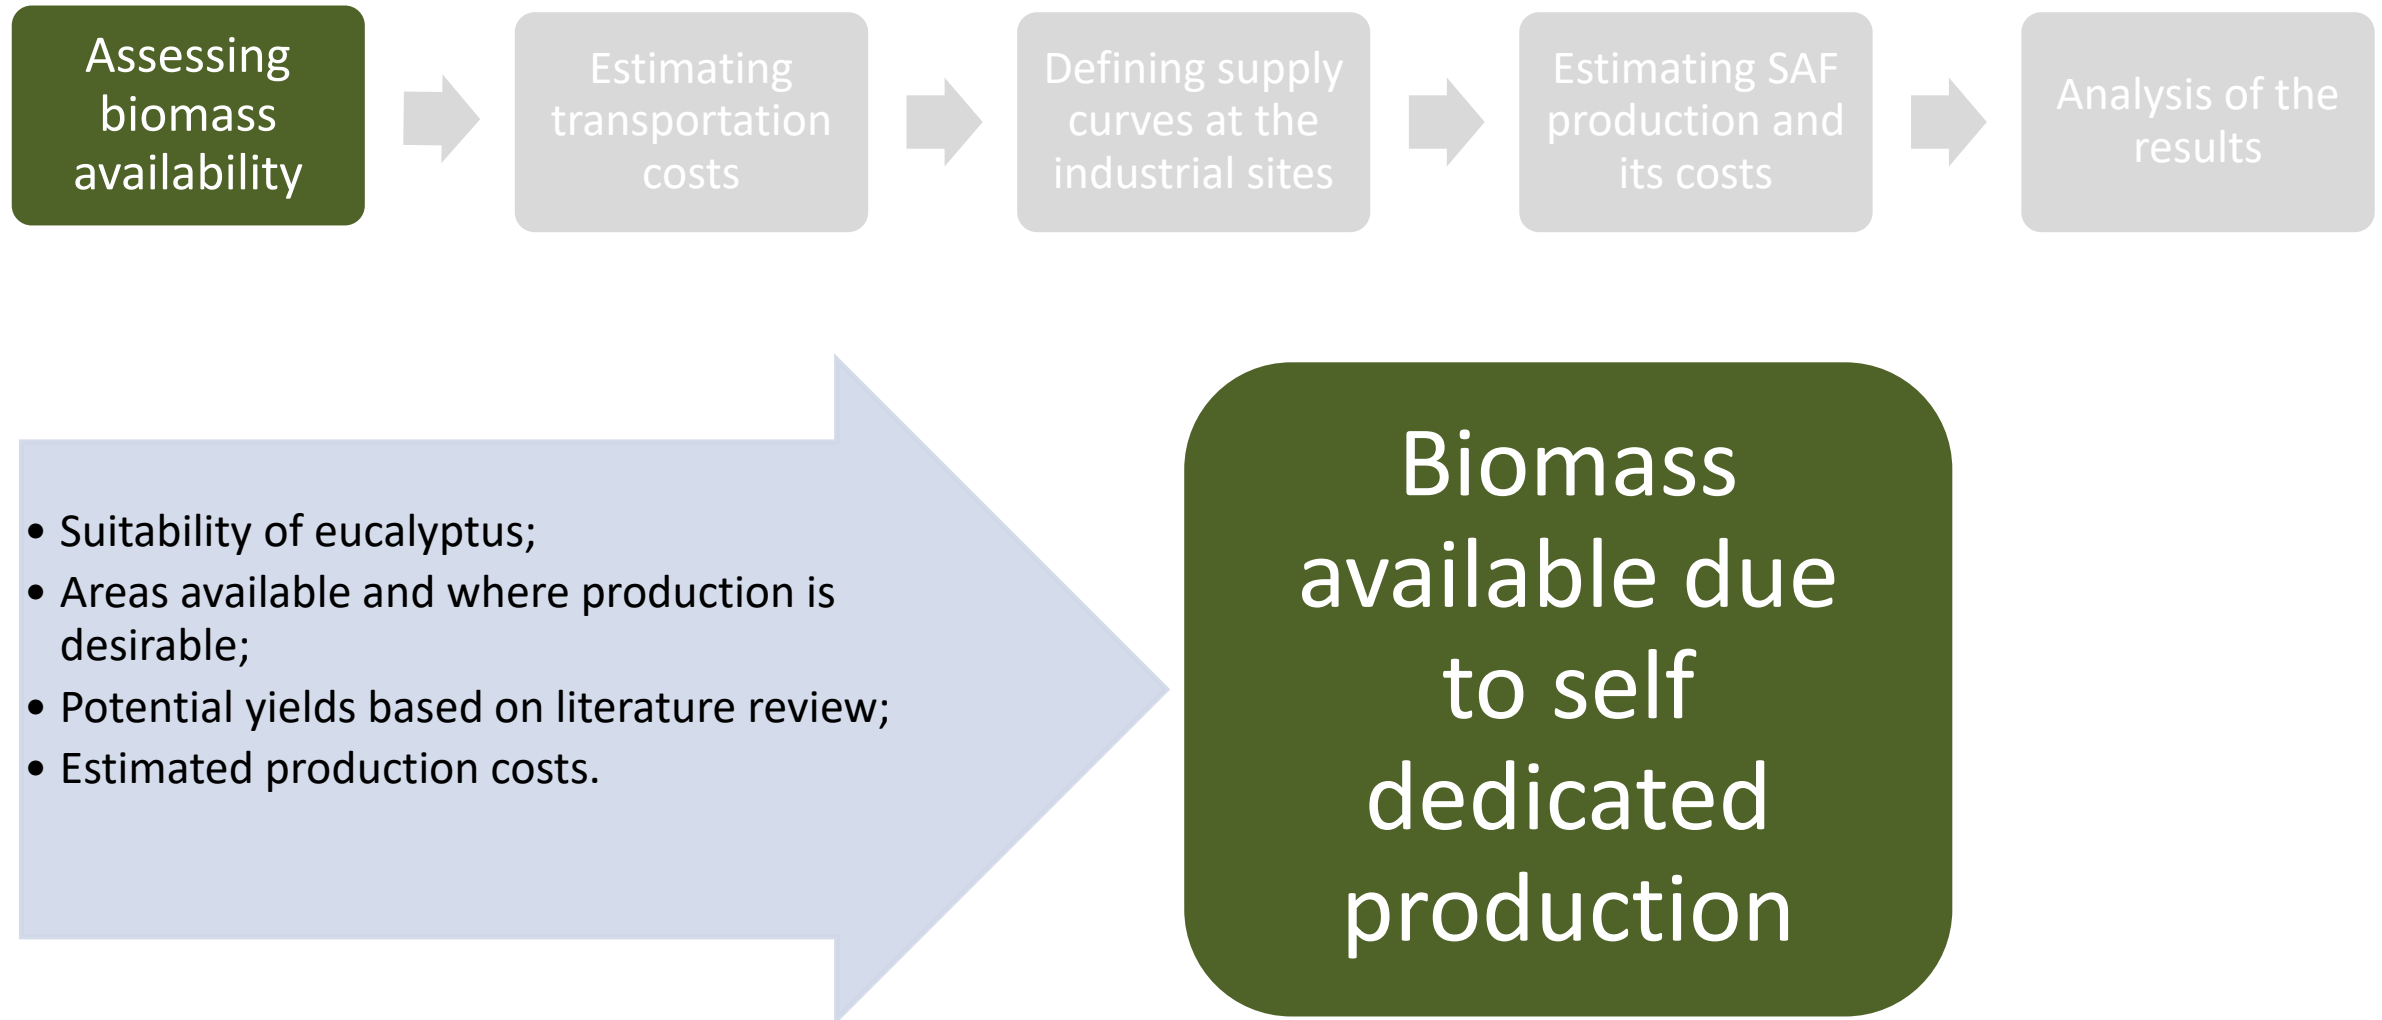 Assessing
biomass
availability
Estimating
transportation
costs
Defining supply
curves at the
industrial sites
Estimating SAF
production and
its costs
Analysis of the
results
• Suitability of eucalyptus;
• Areas available and where production is
desirable;
• Potential yields based on literature review;
• Estimated production costs.
Biomass
available due
to self
dedicated
production